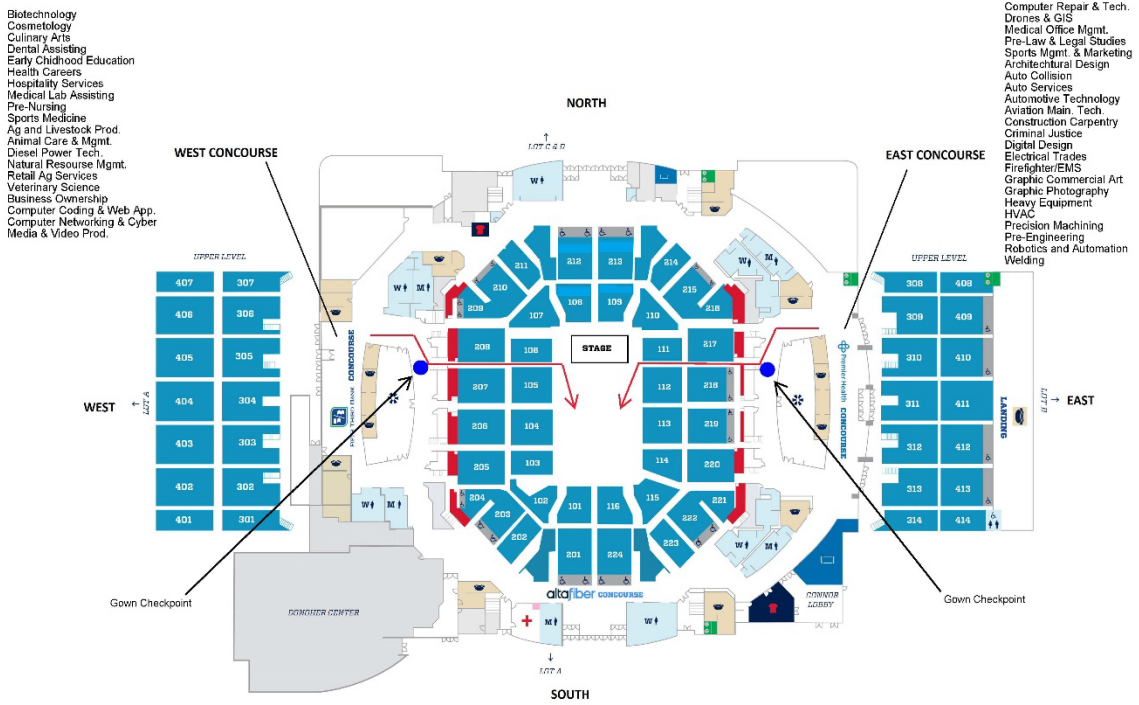 Biotechnology
Cosmetology
Culinary Arts
Dental Assisting
Early Chidhood Education
Health Careers
Hospitality Services
Medical Lab Assisting
Pre-Nursing
Sports Medicine
Ag and Livestock Prod.
Animal Care & Mgmt.
Diesel Power Tech.
Natural Resourse Mgmt.
Retail Ag Services
Veterinary Science
Business Ownership
Computer Coding & Web App.
Computer Networking & Cyber
Media & Video Prod.
Computer Repair & Tech.
Drones & GIS
Medical Office Mgmt.
Pre-Law & Legal Studies
Sports Mgmt. & Marketing
Architechtural Design
Auto Collision
Auto Services
Automotive Technology
Aviation Main. Tech.
Construction Carpentry
Criminal Justice
Digital Design
Electrical Trades
Firefighter/EMS
Graphic Commercial Art
Graphic Photography
Heavy Equipment
HVAC
Precision Machining
Pre-Engineering
Robotics and Automation
Welding
NORTH
LOT C & D
WEST CONCOURSE
EAST CONCOURSE
W
UPPER LEVEL
UPPER LEVEL
407 307
406 306
405 305
404 304
403 303
402 302
401 301
308 408
309 409
310 410
311 411
312 412
313 413
314 414
211 212 213 214
210 215
209 216
107 108 109 110
W M
W M
208 106 STAGE 111 217
207 105 112 218
206 104 113 219
205 103 114 220
204 102 101 116 115 221
203 222
202 201 224 223
WEST
LOT A
FIFTH THIRD BANK CONCOURSE
Premier Health CONCOURSE
LANDING
LOT B
EAST
W M
W M
Gown Checkpoint
Gown Checkpoint
DONOHER CENTER
altafiber CONCOURSE
CONNOR
LOBBY
M
W
LOT A
SOUTH